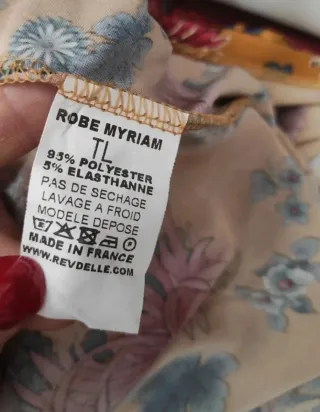 ROBE MYRIAM
TL
95% POLYESTER
5% ELASTHANNE
PAS DE SECHAGE
LAVAGE A FROID
MODELE DEPOSE
MADE IN FRANCE
WWW.REVDELLE.COM